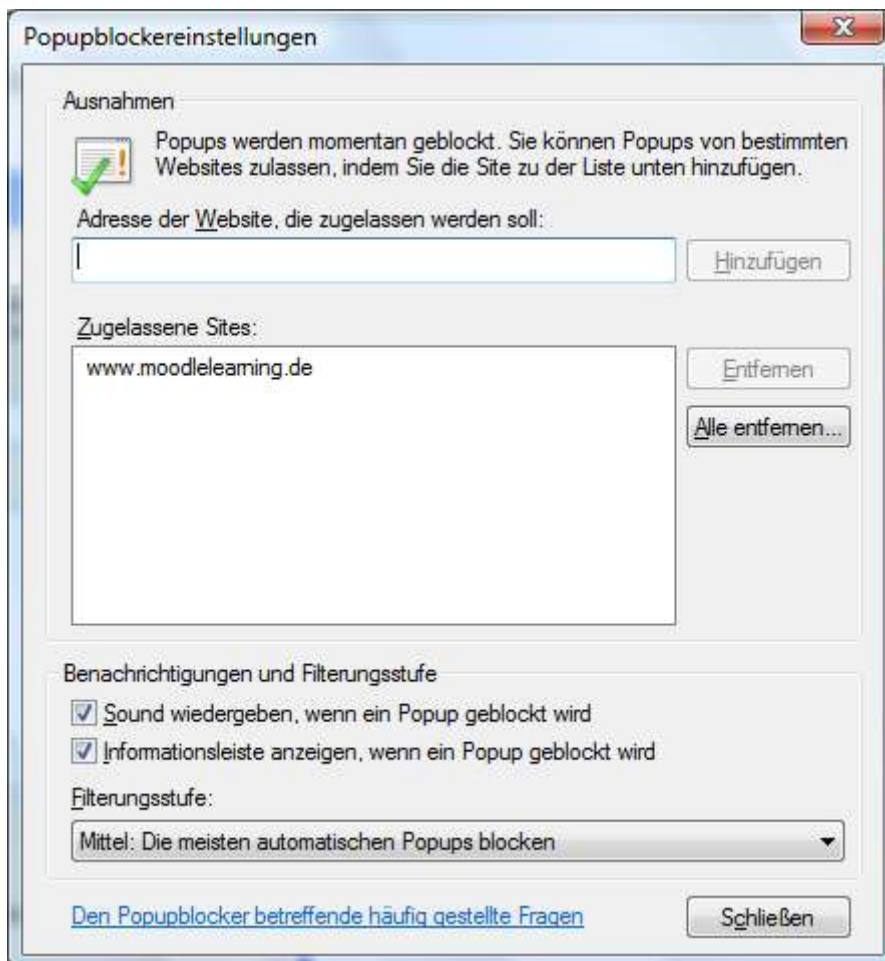 Popupblockereinstellungen
Ausnahmen
Popups werden momentan geblockt. Sie können Popups von bestimmten
Websites zulassen, indem Sie die Site zu der Liste unten hinzufügen.
Adresse der Website, die zugelassen werden soll:
Hinzufügen
Zugelassene Sites:
www.moodlelearning.de
Entfernen
Alle entfernen...
Benachrichtigungen und Filterungsstufe
Sound wiedergeben, wenn ein Popup geblockt wird
Informationsleiste anzeigen, wenn ein Popup geblockt wird
Filterungsstufe:
Mittel: Die meisten automatischen Popups blocken
Den Popupblocker betreffende häufig gestellte Fragen
Schließen